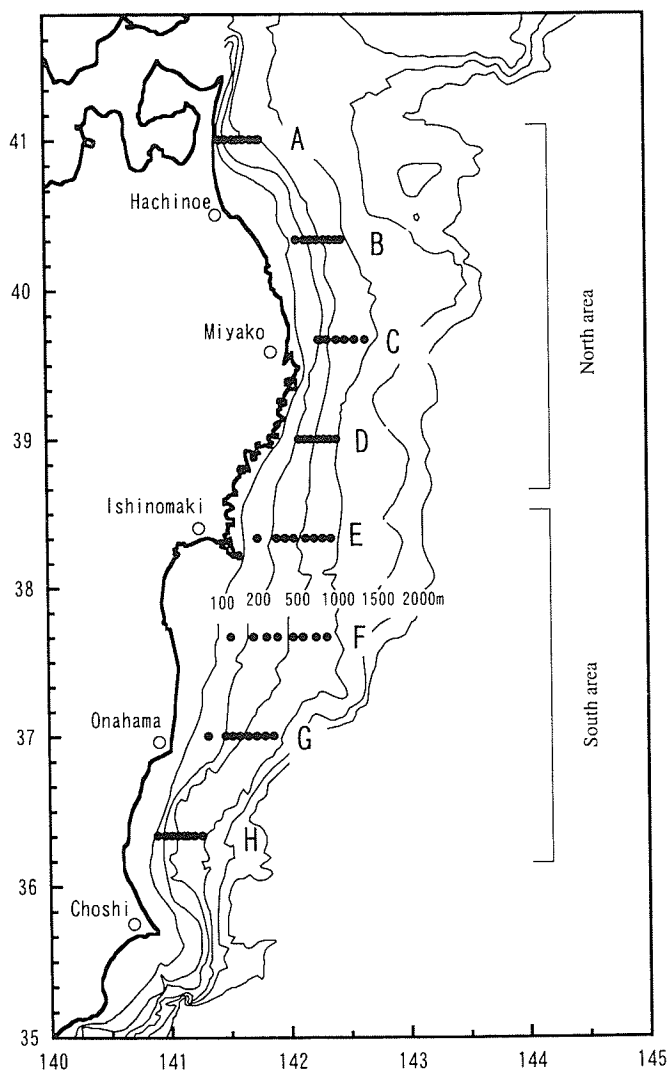 41
A
Hachinoe
B
40
North area
Miyako
C
39
D
Ishinomaki
E
38
100 200 500 1000 1500 2000m
F
South area
Onahama
37
G
H
36
Choshi
35
140 141 142 143 144 145